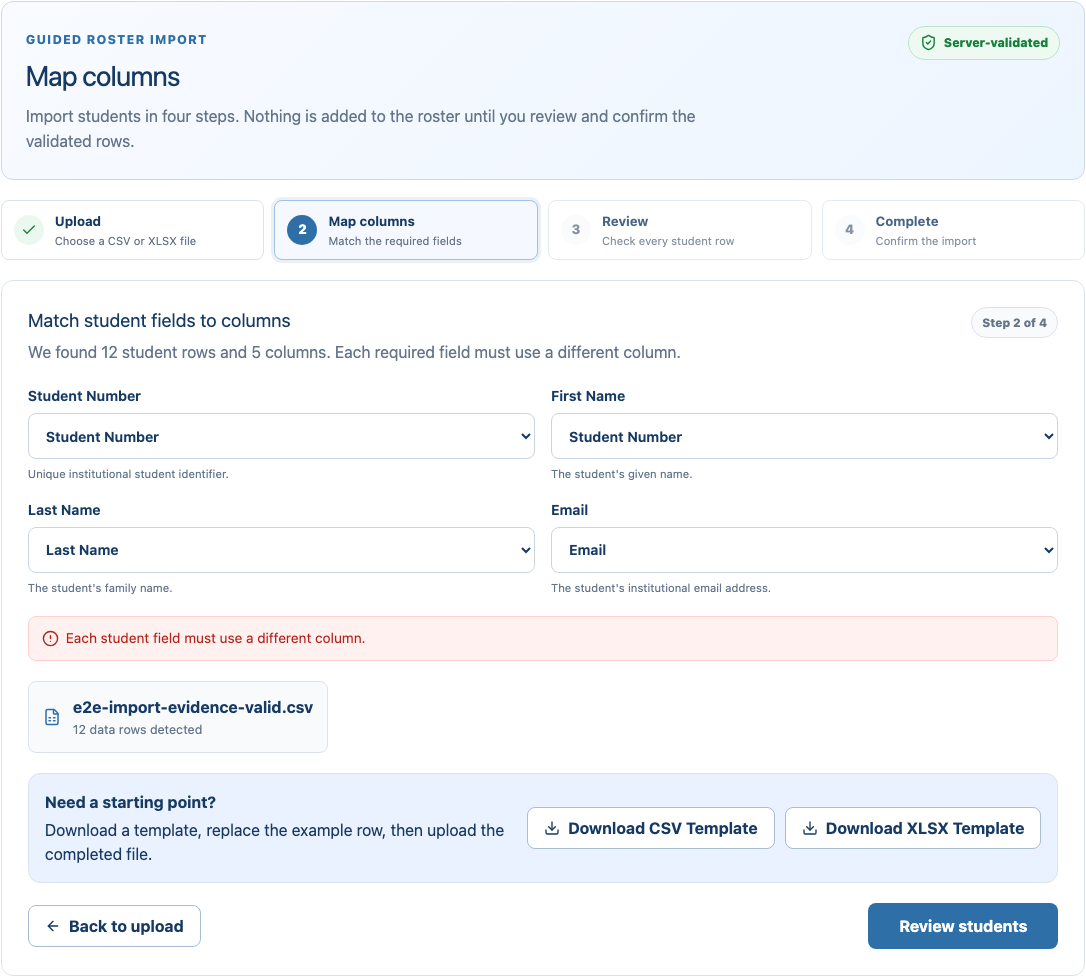 GUIDED ROSTER IMPORT
Server-validated
Map columns
Import students in four steps. Nothing is added to the roster until you review and confirm the
validated rows.
Upload
Choose a CSV or XLSX file
2
Map columns
Match the required fields
3
Review
Check every student row
4
Complete
Confirm the import
Match student fields to columns
Step 2 of 4
We found 12 student rows and 5 columns. Each required field must use a different column.
Student Number
Student Number
Unique institutional student identifier.
First Name
Student Number
The student's given name.
Last Name
Last Name
The student's family name.
Email
Email
The student's institutional email address.
Each student field must use a different column.
e2e-import-evidence-valid.csv
12 data rows detected
Need a starting point?
Download a template, replace the example row, then upload the
completed file.
Download CSV Template
Download XLSX Template
Back to upload
Review students